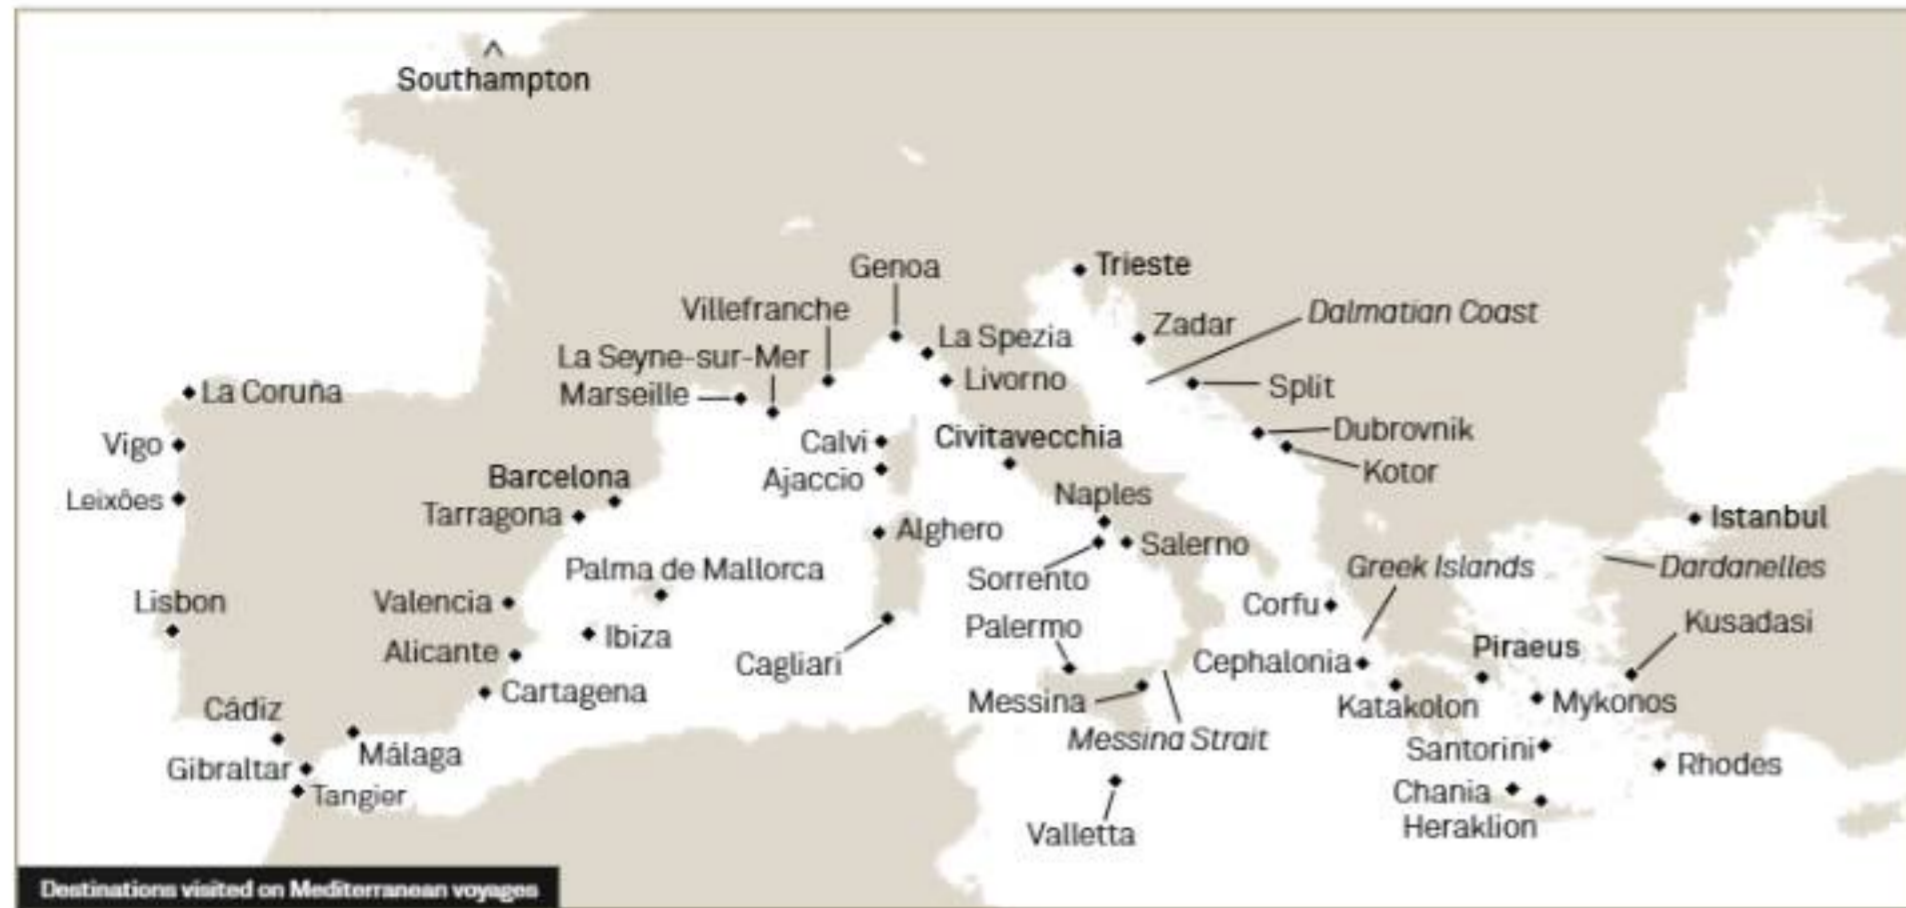 Southampton
Genoa
Trieste
Villefranche
Dalmatian Coast
Zadar
La Spezia
La Seyne-sur-Mer
Livorno
Split
Marseille
La Coruña
Dubrovnik
Civitavecchia
Calvi
Vigo
Kotor
Barcelona
Ajaccio
Naples
Leixões
Tarragona
Istanbul
Alghero
Salerno
Palma de Mallorca
Greek Islands
Dardanelles
Sorrento
Lisbon
Valencia
Corfu
Kusadasi
Palermo
Ibiza
Piraeus
Alicante
Cagliari
Cephalonia
Cartagena
Messina
Mykonos
Katakolon
Cádiz
Messina Strait
Santorini
Málaga
Gibraltar
Rhodes
Tangier
Chania
Heraklion
Valletta
Destinations visited on Mediterranean voyages